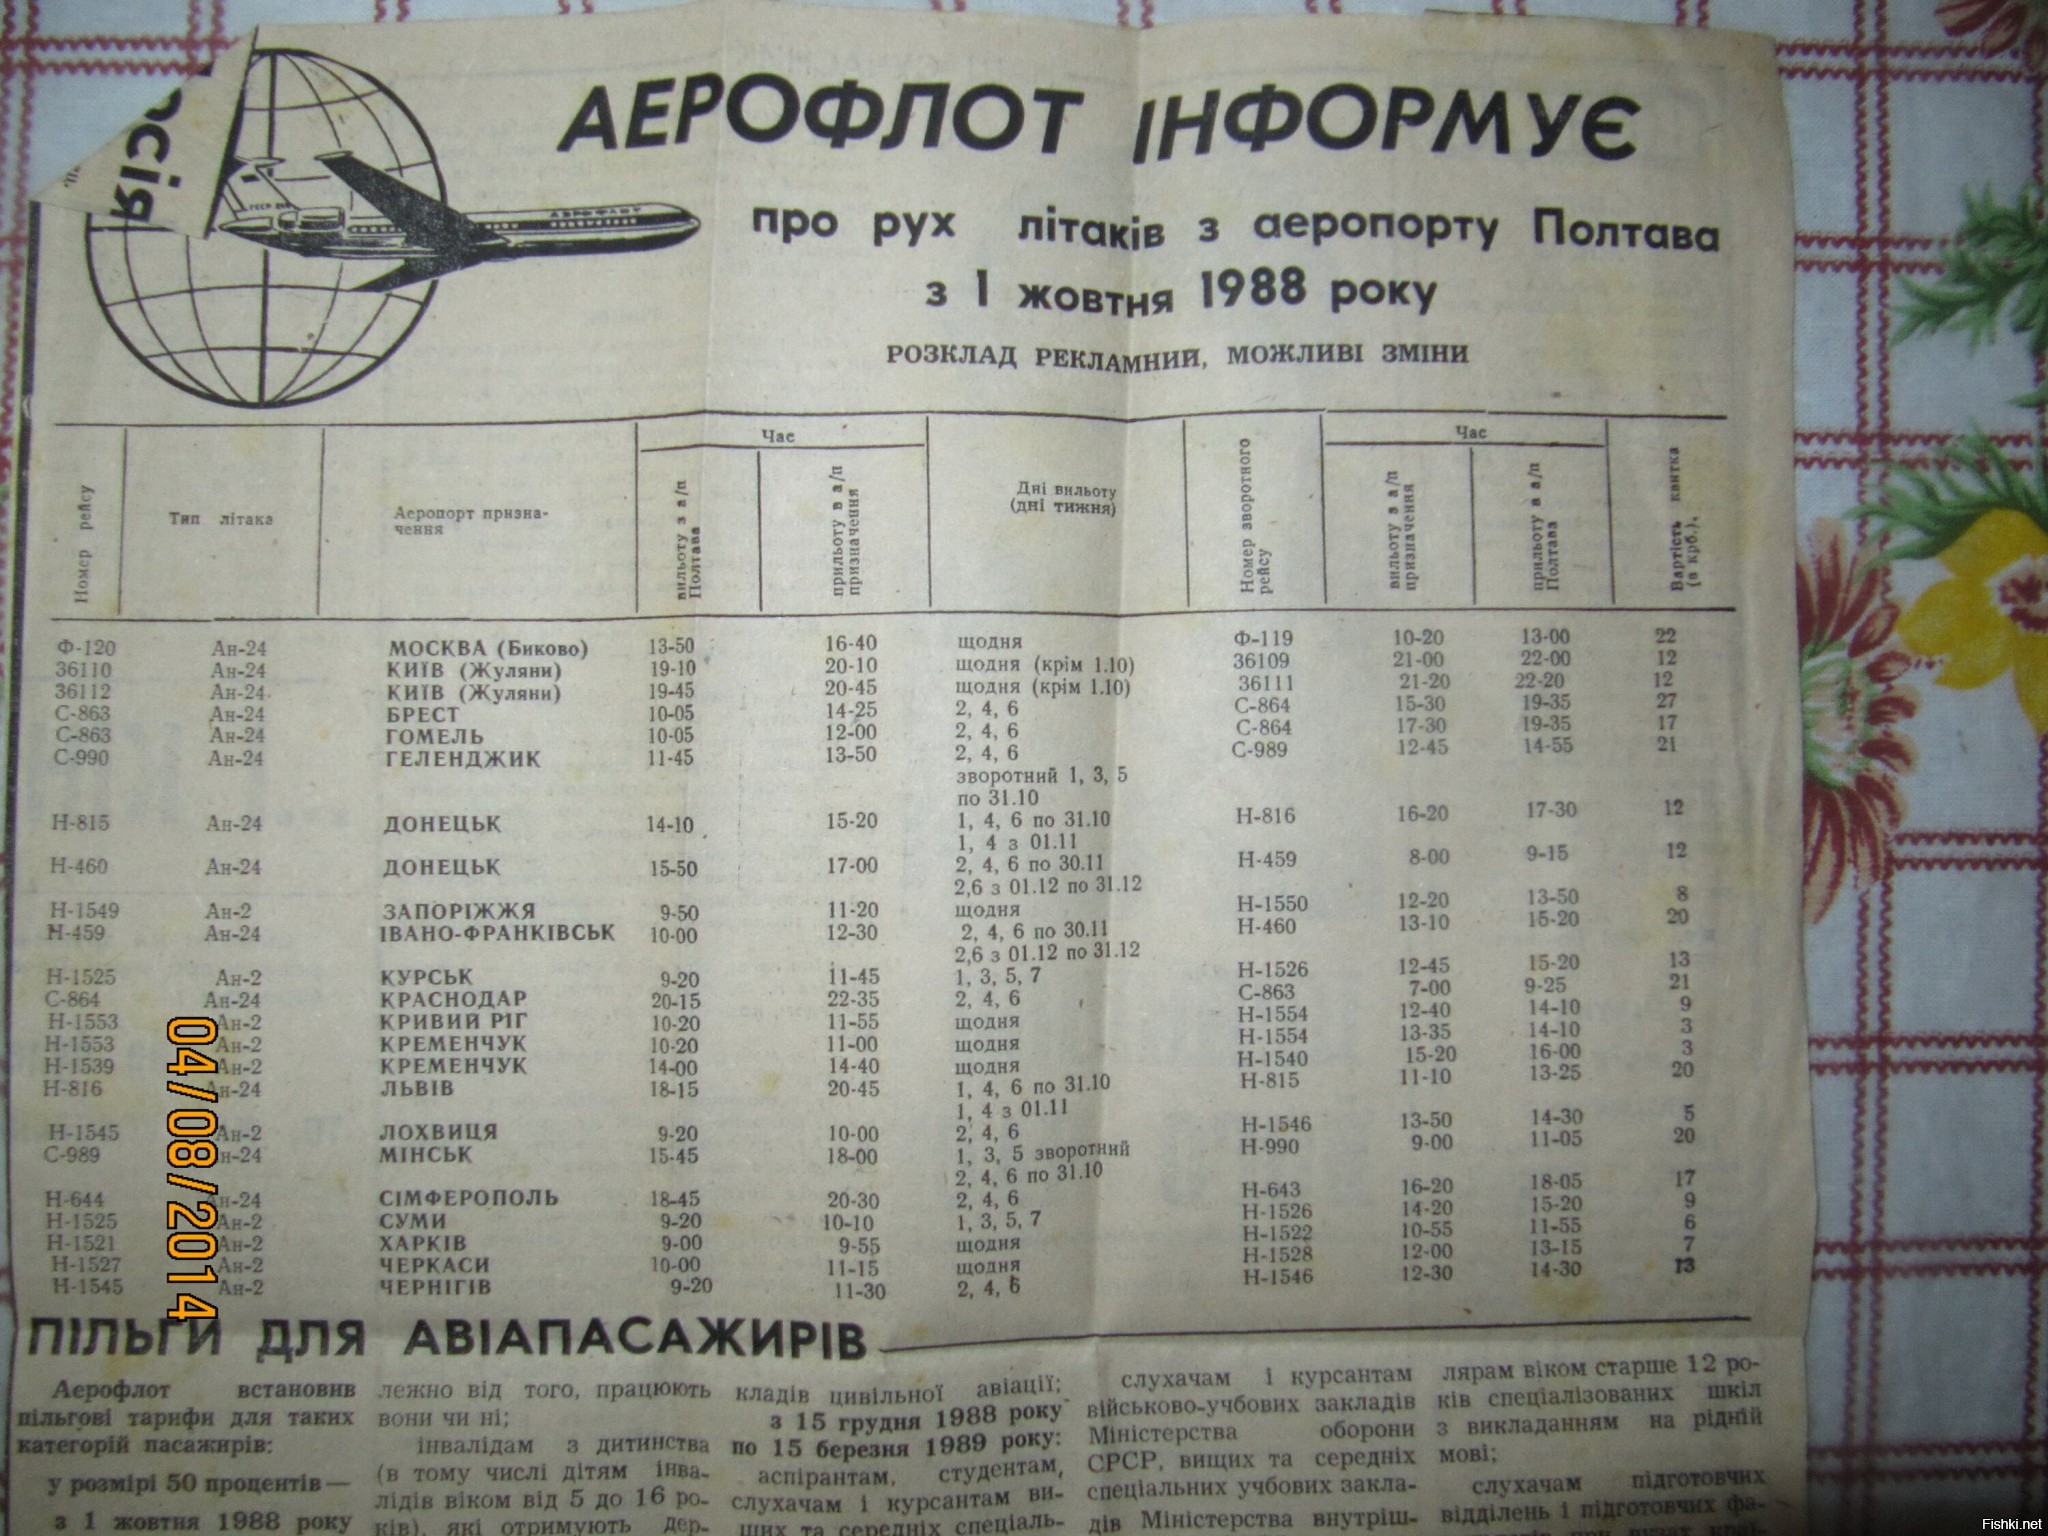 осія
СССР
АЕРОФЛОТ
АЕРОФЛОТ ІНФОРМУЄ
про рух літаків з аеропорту Полтава
з 1 жовтня 1988 року
РОЗКЛАД РЕКЛАМНИЙ, МОЖЛИВІ ЗМІНИ
Номер рейсу
Тип літака
Аеропорт призна-
чення
Час
вильоту з а/п
Полтава
прильоту в а/п
призначення
Дні вильоту
(дні тижня)
Номер зворотного
рейсу
Час
вильоту з а/п
призначення
прильоту в а/п
Полтава
Вартість квитка
(в крб.).
Ф-120 Ан-24 МОСКВА (Биково) 13-50 16-40 щодня Ф-119 10-20 13-00 22
36110 Ан-24 КИЇВ (Жуляни) 19-10 20-10 щодня (крім 1.10) 36109 21-00 22-00 12
36112 Ан-24 КИЇВ (Жуляни) 19-45 20-45 щодня (крім 1.10) 36111 21-20 22-20 12
С-863 Ан-24 БРЕСТ 10-05 14-25 2, 4, 6 С-864 15-30 19-35 27
С-863 Ан-24 ГОМЕЛЬ 10-05 12-00 2, 4, 6 С-864 17-30 19-35 17
С-990 Ан-24 ГЕЛЕНДЖИК 11-45 13-50 2, 4, 6 С-989 12-45 14-55 21
зворотний 1, 3, 5
по 31.10
Н-815 Ан-24 ДОНЕЦЬК 14-10 15-20 1, 4, 6 по 31.10 Н-816 16-20 17-30 12
1, 4 з 01.11
Н-460 Ан-24 ДОНЕЦЬК 15-50 17-00 2, 4, 6 по 30.11 Н-459 8-00 9-15 12
2,6 з 01.12 по 31.12
Н-1549 Ан-2 ЗАПОРІЖЖЯ 9-50 11-20 щодня Н-1550 12-20 13-50 8
Н-459 Ан-24 ІВАНО-ФРАНКІВСЬК 10-00 12-30 2, 4, 6 по 30.11 Н-460 13-10 15-20 20
2,6 з 01.12 по 31.12
Н-1525 Ан-2 КУРСЬК 9-20 11-45 1, 3, 5, 7 Н-1526 12-45 15-20 13
С-864 Ан-24 КРАСНОДАР 20-15 22-35 2, 4, 6 С-863 7-00 9-25 21
Н-1553 Ан-2 КРИВИЙ РІГ 10-20 11-55 щодня Н-1554 12-40 14-10 9
Н-1553 Ан-2 КРЕМЕНЧУК 10-20 11-00 щодня Н-1554 13-35 14-10 3
Н-1539 Ан-2 КРЕМЕНЧУК 14-00 14-40 щодня Н-1540 15-20 16-00 3
Н-816 Ан-24 ЛЬВІВ 18-15 20-45 1, 4, 6 по 31.10 Н-815 11-10 13-25 20
1, 4 з 01.11
Н-1545 Ан-2 ЛОХВИЦЯ 9-20 10-00 2, 4, 6 Н-1546 13-50 14-30 5
С-989 Ан-24 МІНСЬК 15-45 18-00 1, 3, 5 зворотний Н-990 9-00 11-05 20
2, 4, 6 по 31.10
Н-644 Ан-24 СІМФЕРОПОЛЬ 18-45 20-30 2, 4, 6 Н-643 16-20 18-05 17
Н-1525 Ан-2 СУМИ 9-20 10-10 1, 3, 5, 7 Н-1526 14-20 15-20 9
Н-1521 Ан-2 ХАРКІВ 9-00 9-55 щодня Н-1522 10-55 11-55 6
Н-1527 Ан-2 ЧЕРКАСИ 10-00 11-15 щодня Н-1528 12-00 13-15 7
Н-1545 Ан-2 ЧЕРНІГІВ 9-20 11-30 2, 4, 6 Н-1546 12-30 14-30 13
04/08/2014
ПІЛЬГИ ДЛЯ АВІАПАСАЖИРІВ
Аерофлот встановив
пільгові тарифи для таких
категорій пасажирів:
у розмірі 50 процентів —
з 1 жовтня 1988 року
лежно від того, працюють
вони чи ні;
інвалідам з дитинства
(в тому числі дітям інва-
лідів віком від 5 до 16 ро-
ків), які отримують дер-
кладів цивільної авіації;
з 15 грудня 1988 року
по 15 березня 1989 року:
аспірантам, студентам,
слухачам і курсантам ви-
щих та середніх спеціаль-
слухачам і курсантам
військово-учбових закладів
Міністерства оборони
СРСР, вищих та середніх
спеціальних учбових закла-
дів Міністерства внутріш-
лярам віком старше 12 ро-
ків спеціалізованих шкіл
з викладанням на рідній
мові;
слухачам підготовчих
відділень і підготовчих фа-
Fishki.net